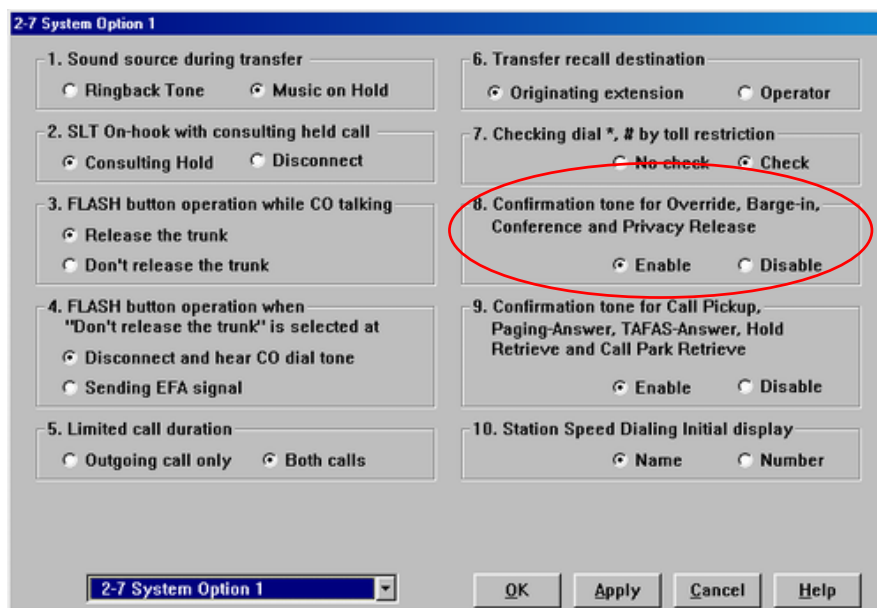 2-7 System Option 1
1. Sound source during transfer
Ringback Tone Music on Hold
2. SLT On-hook with consulting held call
Consulting Hold Disconnect
3. FLASH button operation while CO talking
Release the trunk
Don't release the trunk
4. FLASH button operation when
"Don't release the trunk" is selected at
Disconnect and hear CO dial tone
Sending EFA signal
5. Limited call duration
Outgoing call only Both calls
6. Transfer recall destination
Originating extension Operator
7. Checking dial *, # by toll restriction
No check Check
8. Confirmation tone for Override, Barge-in,
Conference and Privacy Release
Enable Disable
9. Confirmation tone for Call Pickup,
Paging-Answer, TAFAS-Answer, Hold
Retrieve and Call Park Retrieve
Enable Disable
10. Station Speed Dialing Initial display
Name Number
2-7 System Option 1
OK Apply Cancel Help